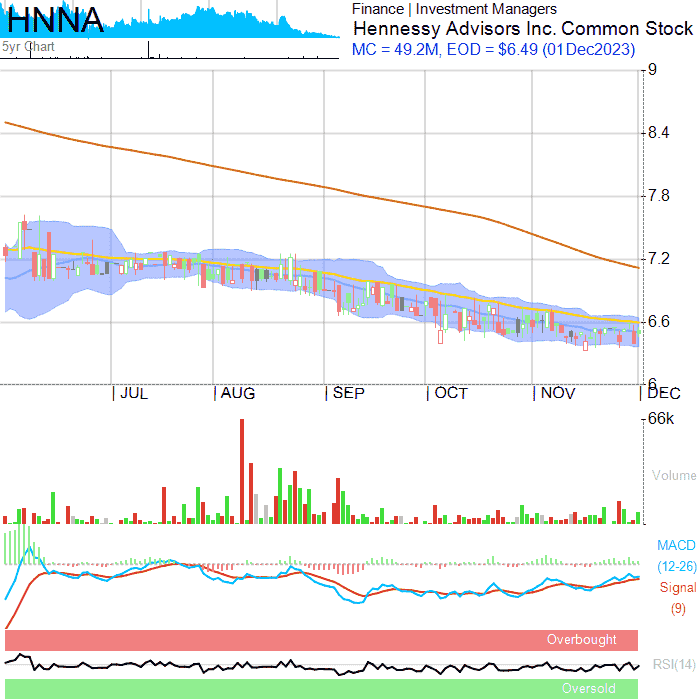 HNNA
5yr Chart
Finance | Investment Managers
Hennessy Advisors Inc. Common Stock
MC = 49.2M, EOD = $6.49 (01Dec2023)
9
8.4
7.8
7.2
6.6
6
JUL
AUG
SEP
OCT
NOV
DEC
66k
Volume
MACD
(12-26)
Signal
(9)
Overbought
RSI(14)
Oversold